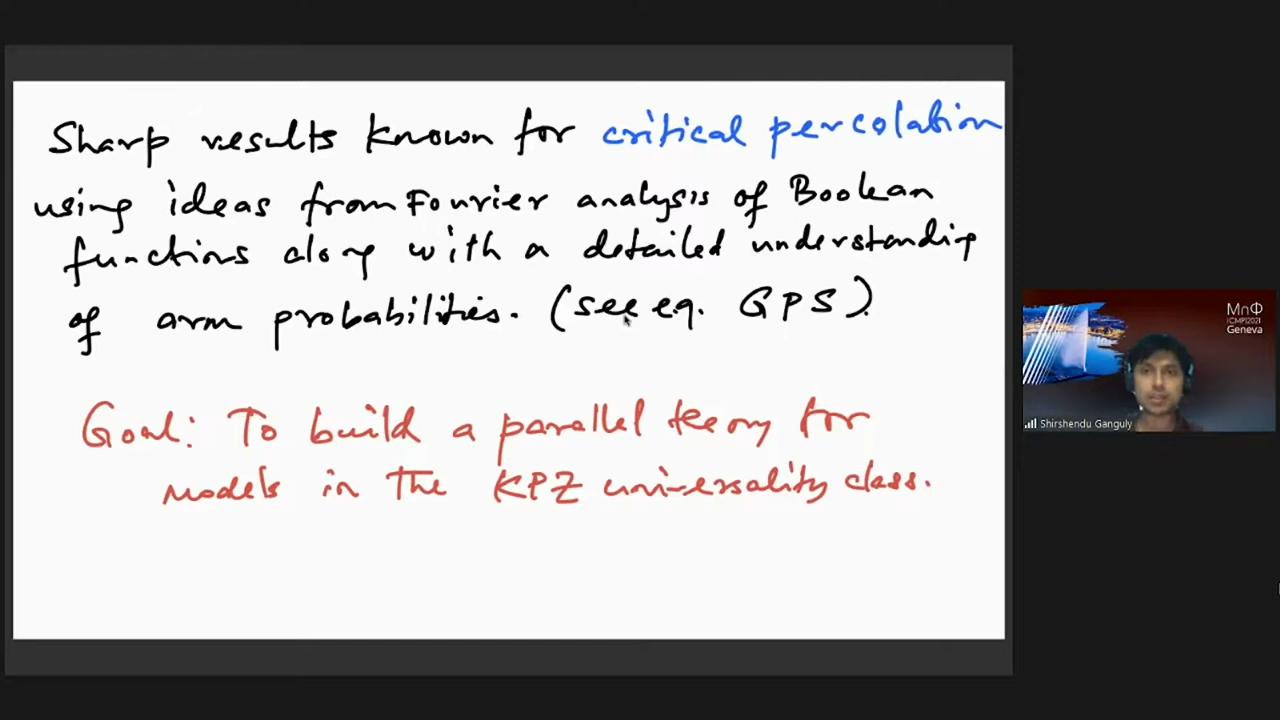 Sharp results known for critical percolation
using ideas from Fourier analysis of Boolean
functions along with a detailed understanding
of arm probabilities. (see eg. GPS).
Goal: To build a parallel theory for
models in the KPZ universality class.
MnΦ
ICMP|2021
Geneva
Shirshendu Ganguly